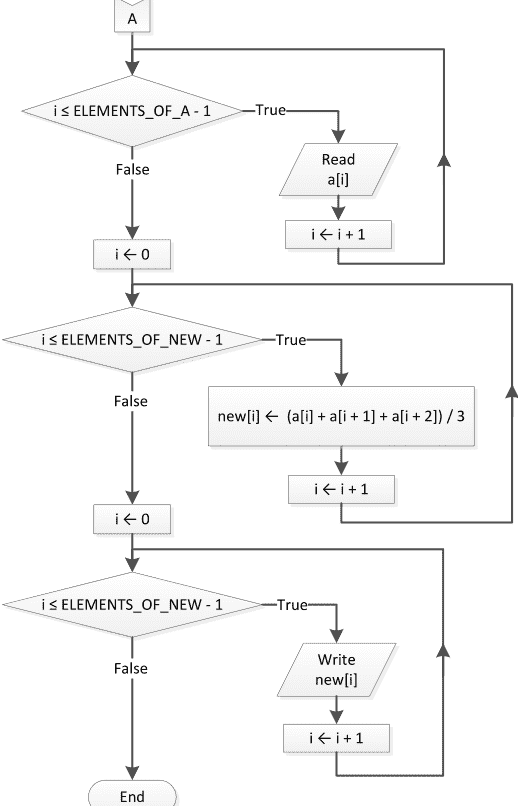 A
i ≤ ELEMENTS_OF_A - 1
True
Read
a[i]
False
i ← i + 1
i ← 0
i ≤ ELEMENTS_OF_NEW - 1
True
False
new[i] ← (a[i] + a[i + 1] + a[i + 2]) / 3
i ← i + 1
i ← 0
i ≤ ELEMENTS_OF_NEW - 1
True
Write
new[i]
False
i ← i + 1
End